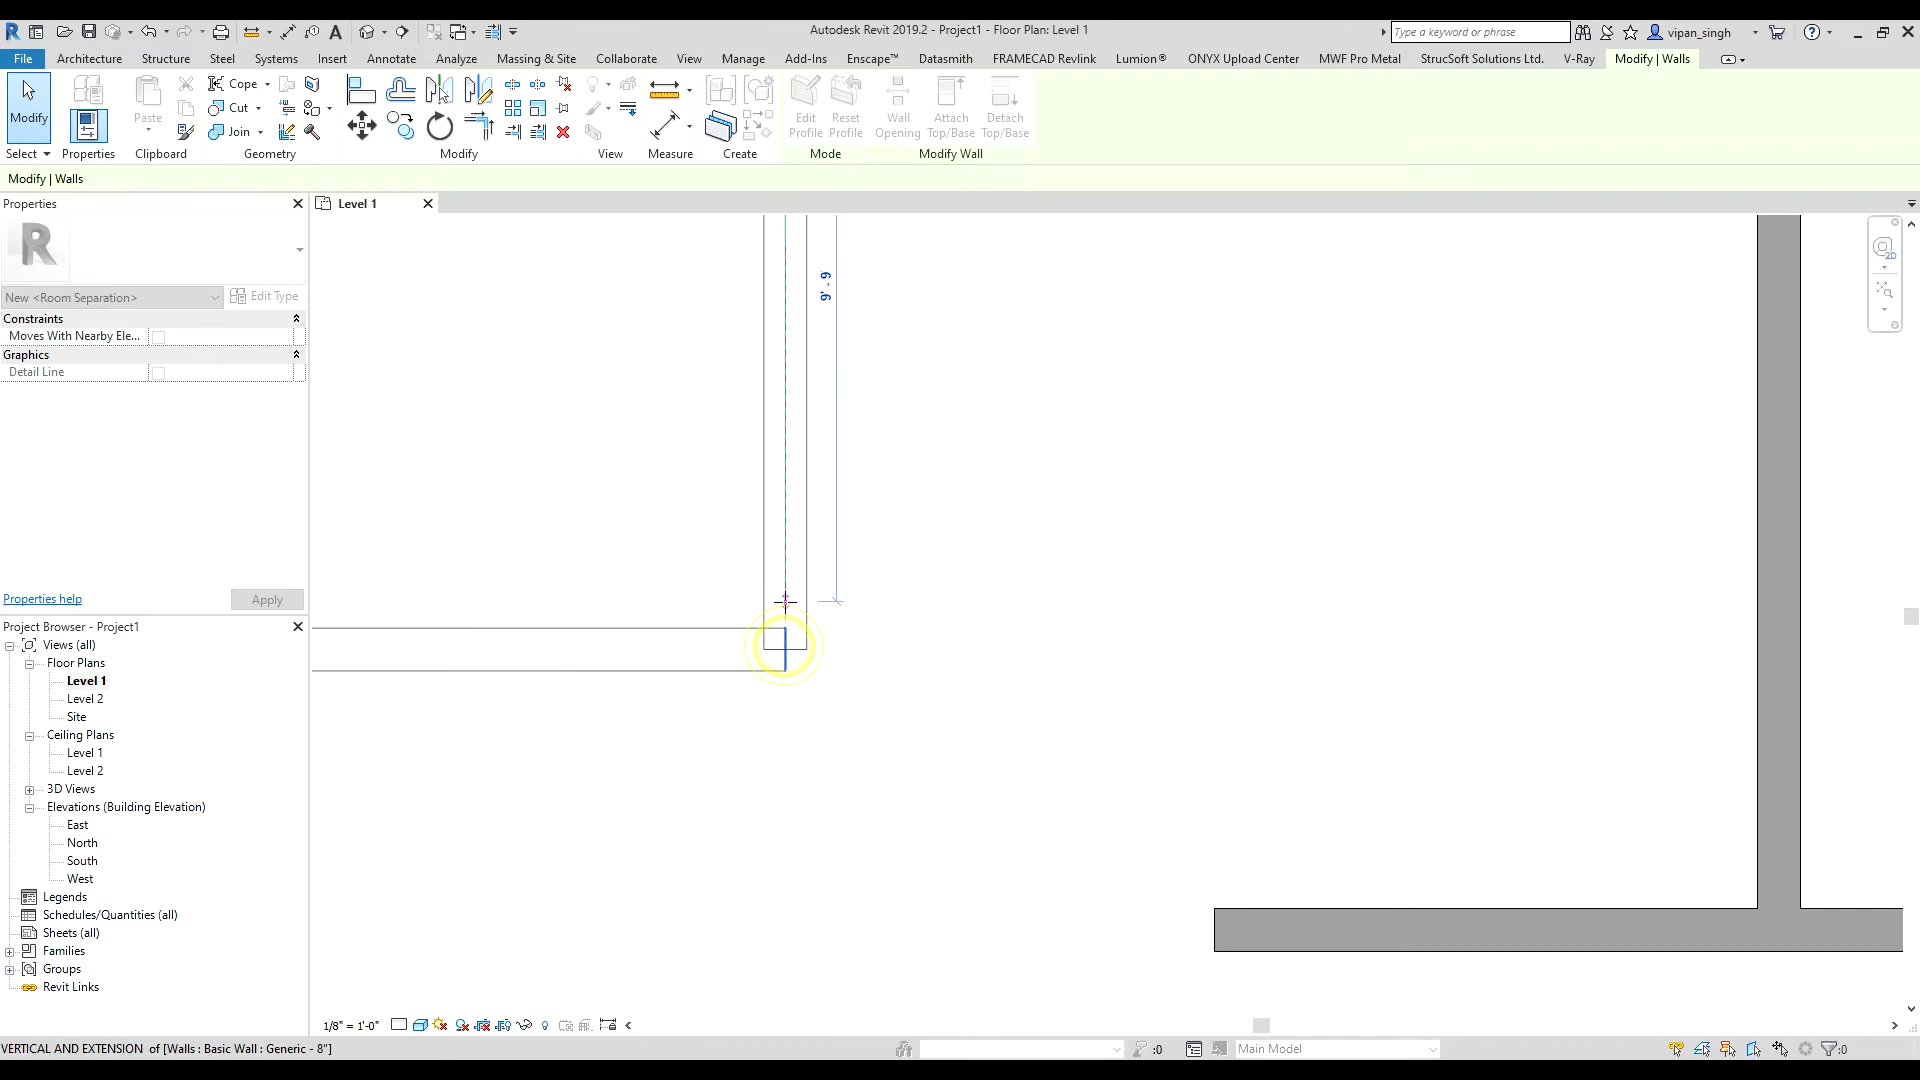 Autodesk Revit 2019.2 - Project1 - Floor Plan: Level 1
Type a keyword or phrase
vipan_singh
File Architecture Structure Steel Systems Insert Annotate Analyze Massing & Site Collaborate View Manage Add-Ins Enscape™ Datasmith FRAMECAD Revlink Lumion® ONYX Upload Center MWF Pro Metal StrucSoft Solutions Ltd. V-Ray Modify | Walls
Modify
Paste
Cope
Cut
Join
Edit Profile
Reset Profile
Wall Opening
Attach Top/Base
Detach Top/Base
Select Properties Clipboard Geometry Modify View Measure Create Mode Modify Wall
Modify | Walls
Properties
Level 1
R
New <Room Separation>
Edit Type
Constraints
Moves With Nearby Ele...
Graphics
Detail Line
Properties help
Apply
Project Browser - Project1
Views (all)
Floor Plans
Level 1
Level 2
Site
Ceiling Plans
Level 1
Level 2
3D Views
Elevations (Building Elevation)
East
North
South
West
Legends
Schedules/Quantities (all)
Sheets (all)
Families
Groups
Revit Links
2D
1/8" = 1'-0"
VERTICAL AND EXTENSION of [Walls : Basic Wall : Generic - 8"]
:0
Main Model
:0